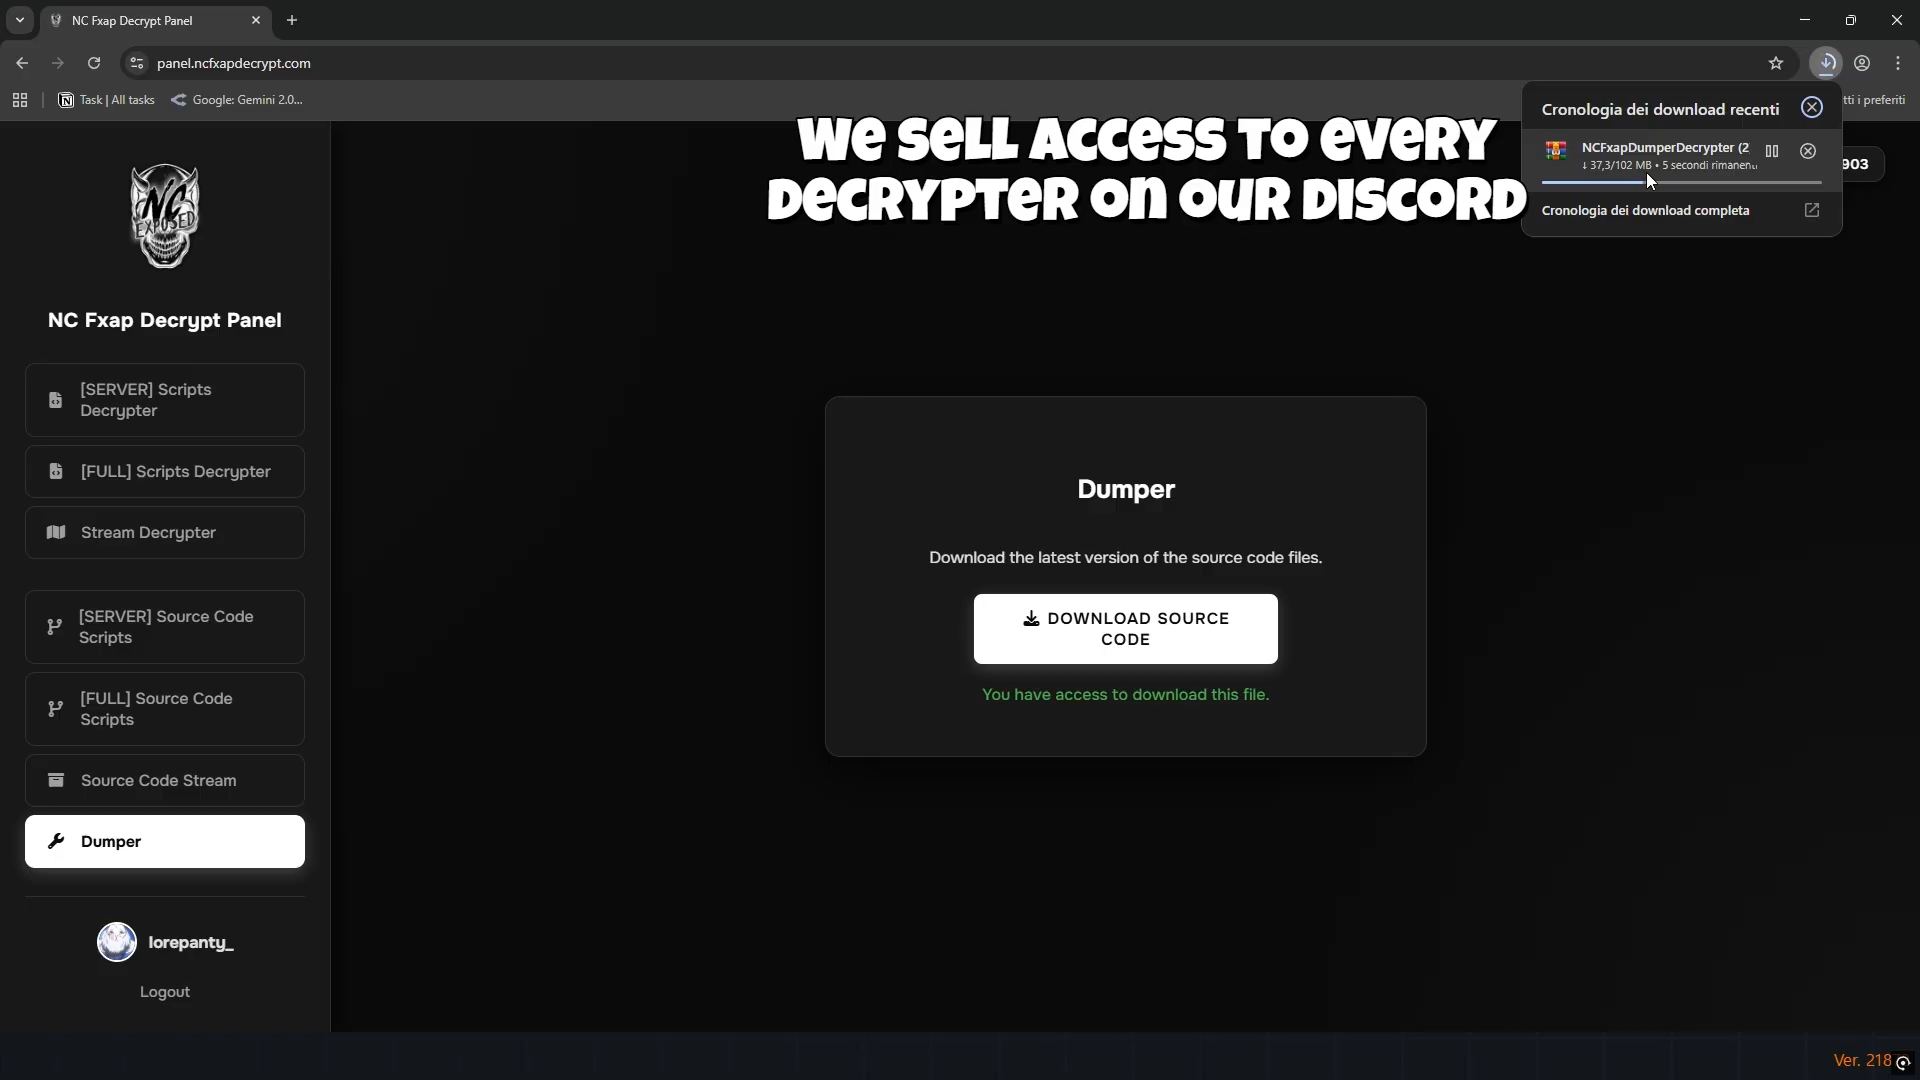 NC Fxap Decrypt Panel
panel.ncfxapdecrypt.com
Task | All tasks
Google: Gemini 2.0...
tti i preferiti
Cronologia dei download recenti
NCFxapDumperDecrypter (2
↓ 37,3/102 MB • 5 secondi rimanenti
Cronologia dei download completa
903
WE SELL ACCESS TO EVERY
DECRYPTER ON OUR DISCORD
NC
EXPOSED
NC Fxap Decrypt Panel
[SERVER] Scripts
Decrypter
[FULL] Scripts Decrypter
Stream Decrypter
[SERVER] Source Code
Scripts
[FULL] Source Code
Scripts
Source Code Stream
Dumper
lorepanty_
Logout
Dumper
Download the latest version of the source code files.
DOWNLOAD SOURCE
CODE
You have access to download this file.
Ver. 218